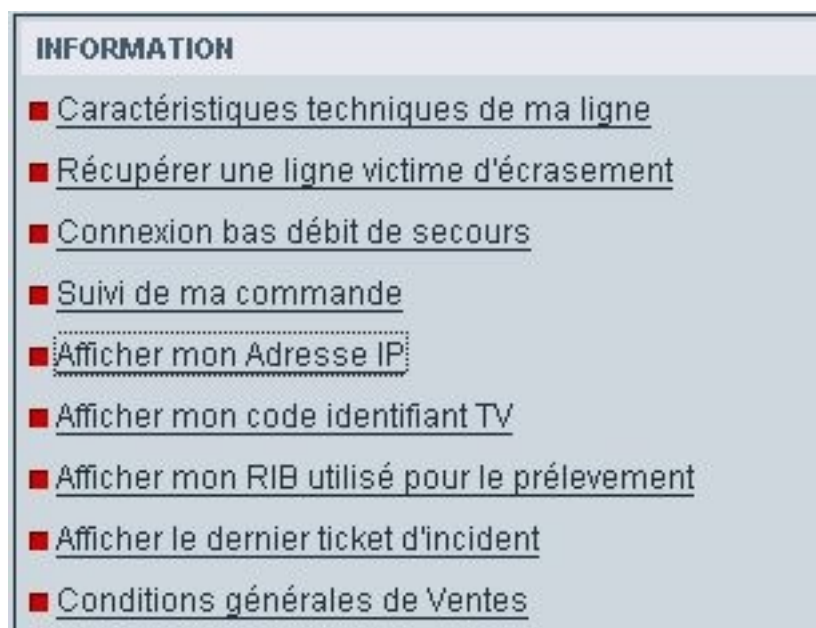 INFORMATION
Caractéristiques techniques de ma ligne
Récupérer une ligne victime d'écrasement
Connexion bas débit de secours
Suivi de ma commande
Afficher mon Adresse IP
Afficher mon code identifiant TV
Afficher mon RIB utilisé pour le prélevement
Afficher le dernier ticket d'incident
Conditions générales de Ventes